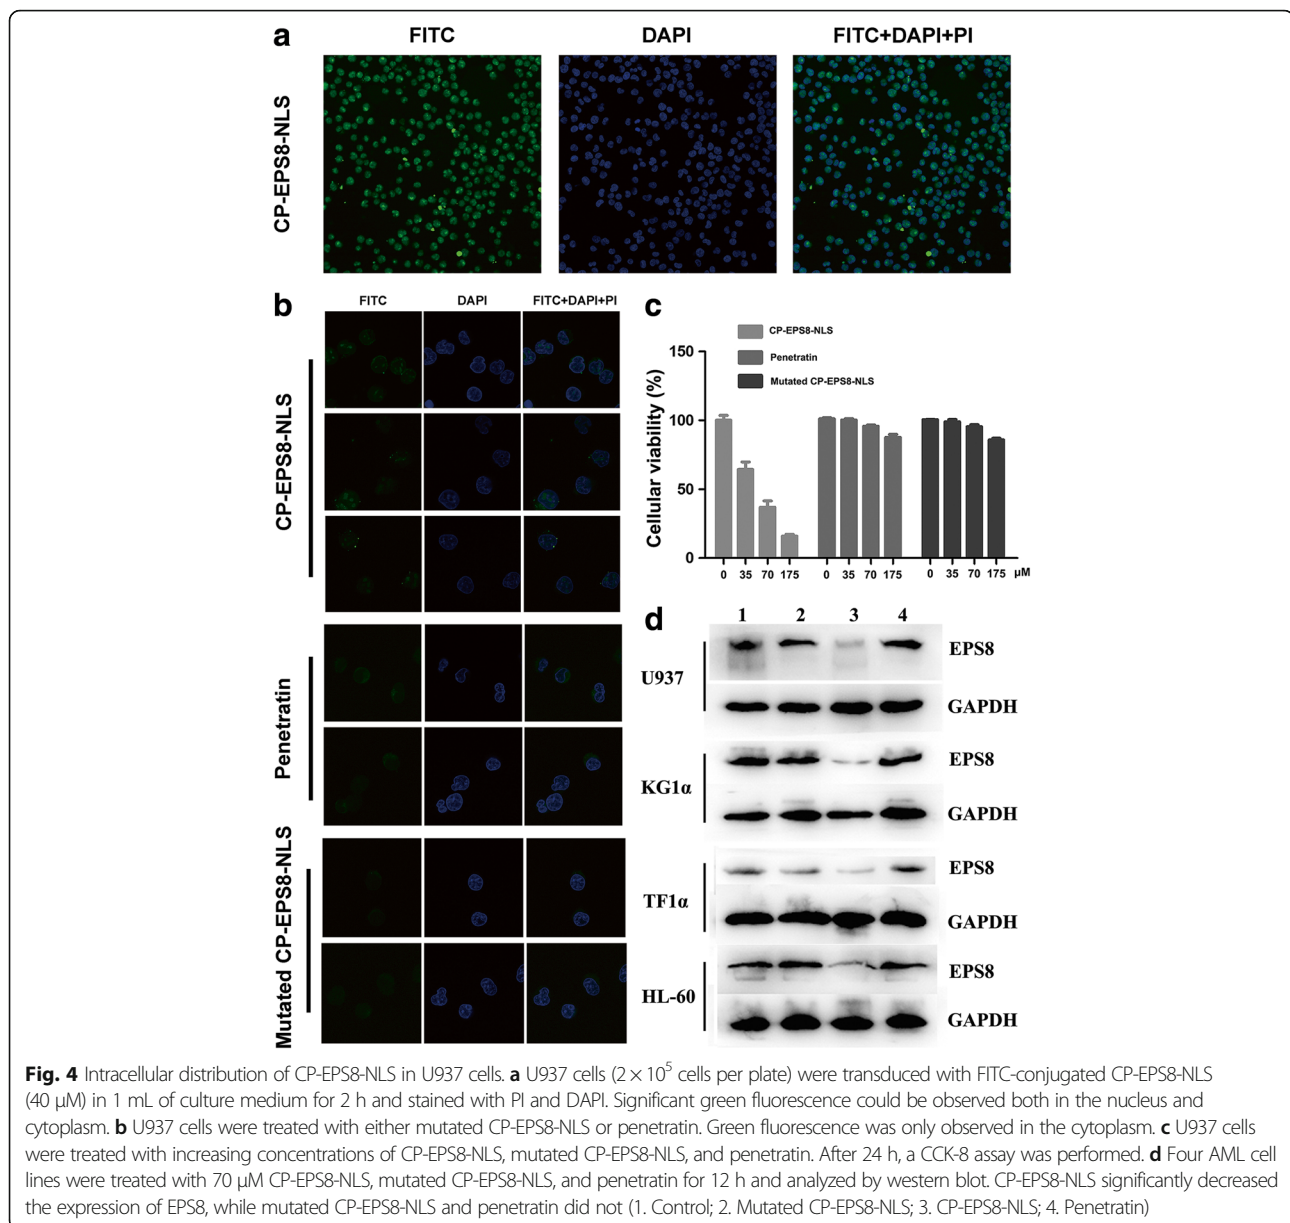 a
FITC
DAPI
FITC+DAPI+PI
CP-EPS8-NLS
b
FITC
DAPI
FITC+DAPI+PI
CP-EPS8-NLS
Penetratin
Mutated CP-EPS8-NLS
c
CP-EPS8-NLS
Penetratin
Mutated CP-EPS8-NLS
Cellular viability (%)
150
100
50
0
0 35 70 175 0 35 70 175 0 35 70 175 μM
d
1 2 3 4
U937
EPS8
GAPDH
KG1α
EPS8
GAPDH
TF1α
EPS8
GAPDH
HL-60
EPS8
GAPDH
Fig. 4 Intracellular distribution of CP-EPS8-NLS in U937 cells. a U937 cells (2 × 10⁵ cells per plate) were transduced with FITC-conjugated CP-EPS8-NLS
(40 μM) in 1 mL of culture medium for 2 h and stained with PI and DAPI. Significant green fluorescence could be observed both in the nucleus and
cytoplasm. b U937 cells were treated with either mutated CP-EPS8-NLS or penetratin. Green fluorescence was only observed in the cytoplasm. c U937 cells
were treated with increasing concentrations of CP-EPS8-NLS, mutated CP-EPS8-NLS, and penetratin. After 24 h, a CCK-8 assay was performed. d Four AML cell
lines were treated with 70 μM CP-EPS8-NLS, mutated CP-EPS8-NLS, and penetratin for 12 h and analyzed by western blot. CP-EPS8-NLS significantly decreased
the expression of EPS8, while mutated CP-EPS8-NLS and penetratin did not (1. Control; 2. Mutated CP-EPS8-NLS; 3. CP-EPS8-NLS; 4. Penetratin)